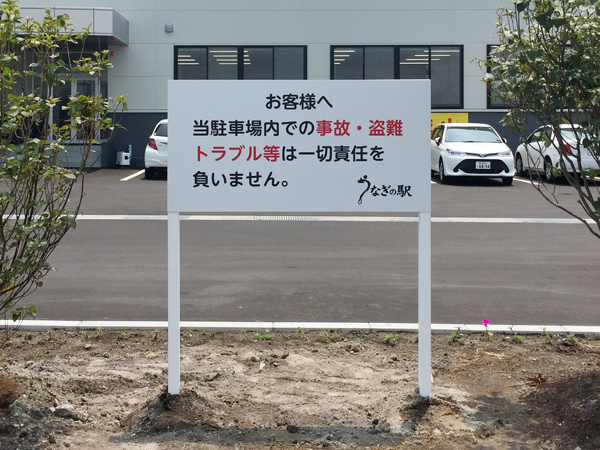 お客様へ
当駐車場内での事故・盗難
トラブル等は一切責任を
負いません。
うなぎの駅